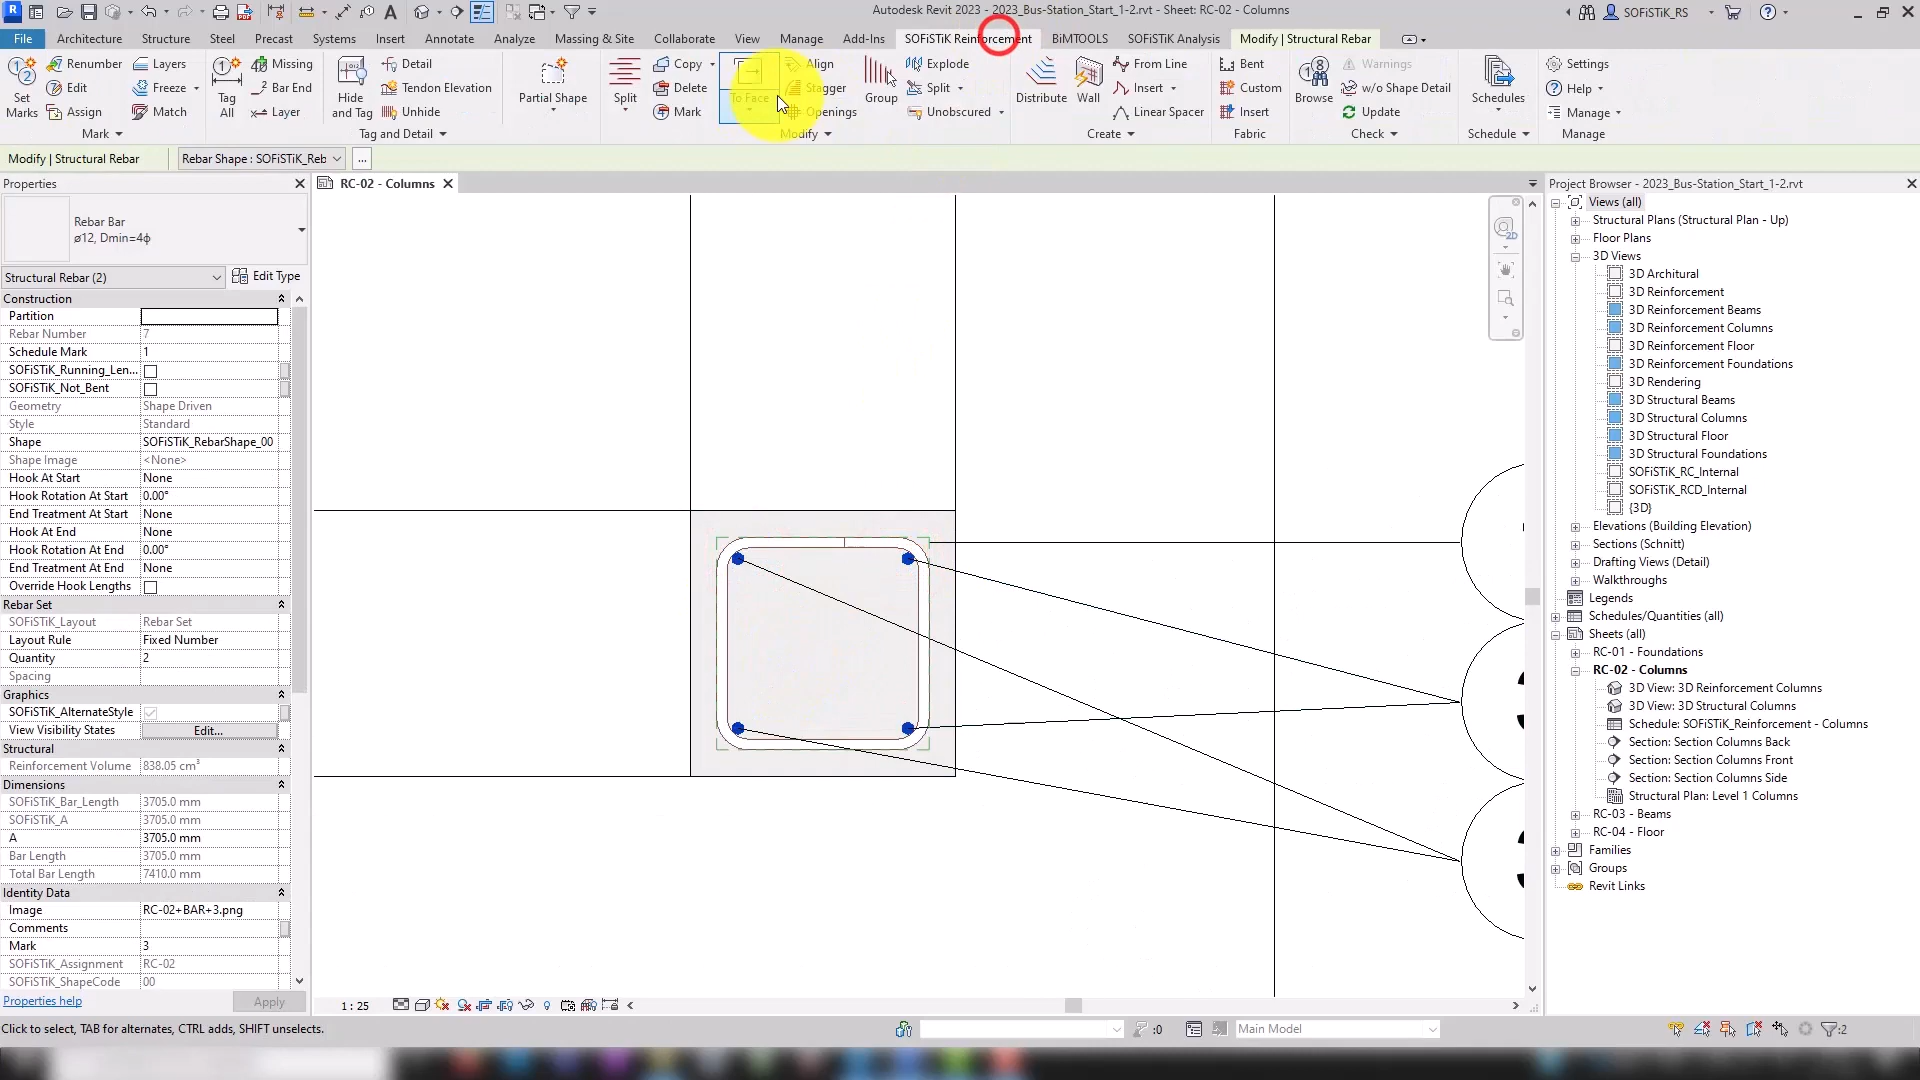 Autodesk Revit 2023 - 2023_Bus-Station_Start_1-2.rvt - Sheet: RC-02 - Columns
SOFiSTiK_RS
File Architecture Structure Steel Precast Systems Insert Annotate Analyze Massing & Site Collaborate View Manage Add-Ins SOFiSTiK Reinforcement BiMTOOLS SOFiSTiK Analysis Modify | Structural Rebar
Set Marks
Renumber
Edit
Assign
Layers
Freeze
Match
Mark
Tag All
Missing
Bar End
Layer
Hide and Tag
Detail
Tendon Elevation
Unhide
Tag and Detail
Partial Shape
Split
Copy
Delete
Mark
To Face
Align
Stagger
Openings
Group
Explode
Split
Unobscured
Modify
Distribute
Wall
From Line
Insert
Linear Spacer
Create
Bent
Custom
Insert
Fabric
Browse
Warnings
w/o Shape Detail
Update
Check
Schedules
Schedule
Settings
Help
Manage
Manage
Modify | Structural Rebar
Rebar Shape : SOFiSTiK_Reb
...
Properties
Rebar Bar
ø12, Dmin=4ϕ
Structural Rebar (2)
Edit Type
Construction
Partition
Rebar Number 7
Schedule Mark 1
SOFiSTiK_Running_Len...
SOFiSTiK_Not_Bent
Geometry Shape Driven
Style Standard
Shape SOFiSTiK_RebarShape_00
Shape Image <None>
Hook At Start None
Hook Rotation At Start 0.00°
End Treatment At Start None
Hook At End None
Hook Rotation At End 0.00°
End Treatment At End None
Override Hook Lengths
Rebar Set
SOFiSTiK_Layout Rebar Set
Layout Rule Fixed Number
Quantity 2
Spacing
Graphics
SOFiSTiK_AlternateStyle
View Visibility States Edit...
Structural
Reinforcement Volume 838.05 cm³
Dimensions
SOFiSTiK_Bar_Length 3705.0 mm
SOFiSTiK_A 3705.0 mm
A 3705.0 mm
Bar Length 3705.0 mm
Total Bar Length 7410.0 mm
Identity Data
Image RC-02+BAR+3.png
Comments
Mark 3
SOFiSTiK_Assignment RC-02
SOFiSTiK_ShapeCode 00
Properties help
Apply
RC-02 - Columns
2D
1 : 25
Project Browser - 2023_Bus-Station_Start_1-2.rvt
Views (all)
Structural Plans (Structural Plan - Up)
Floor Plans
3D Views
3D Architural
3D Reinforcement
3D Reinforcement Beams
3D Reinforcement Columns
3D Reinforcement Floor
3D Reinforcement Foundations
3D Rendering
3D Structural Beams
3D Structural Columns
3D Structural Floor
3D Structural Foundations
SOFiSTiK_RC_Internal
SOFiSTiK_RCD_Internal
{3D}
Elevations (Building Elevation)
Sections (Schnitt)
Drafting Views (Detail)
Walkthroughs
Legends
Schedules/Quantities (all)
Sheets (all)
RC-01 - Foundations
RC-02 - Columns
3D View: 3D Reinforcement Columns
3D View: 3D Structural Columns
Schedule: SOFiSTiK_Reinforcement - Columns
Section: Section Columns Back
Section: Section Columns Front
Section: Section Columns Side
Structural Plan: Level 1 Columns
RC-03 - Beams
RC-04 - Floor
Families
Groups
Revit Links
Click to select, TAB for alternates, CTRL adds, SHIFT unselects.
:0
Main Model
:2